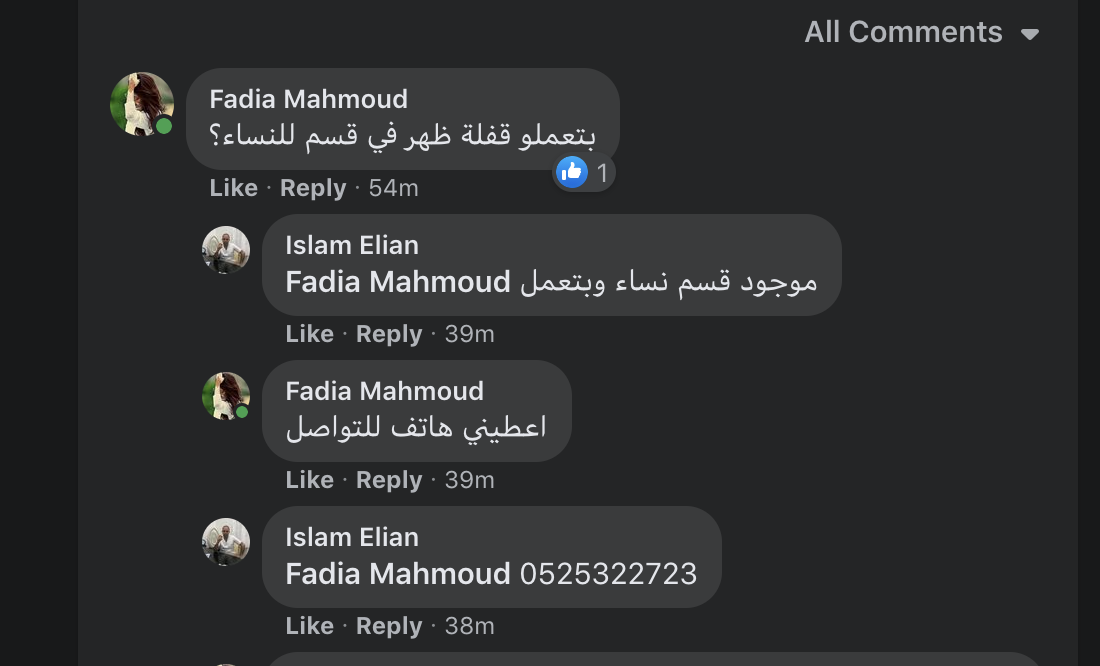 All Comments
Fadia Mahmoud
بتعملو قفلة ظهر في قسم للنساء؟
1
Like · Reply · 54m
Islam Elian
Fadia Mahmoud موجود قسم نساء وبتعمل
Like · Reply · 39m
Fadia Mahmoud
اعطيني هاتف للتواصل
Like · Reply · 39m
Islam Elian
Fadia Mahmoud 0525322723
Like · Reply · 38m